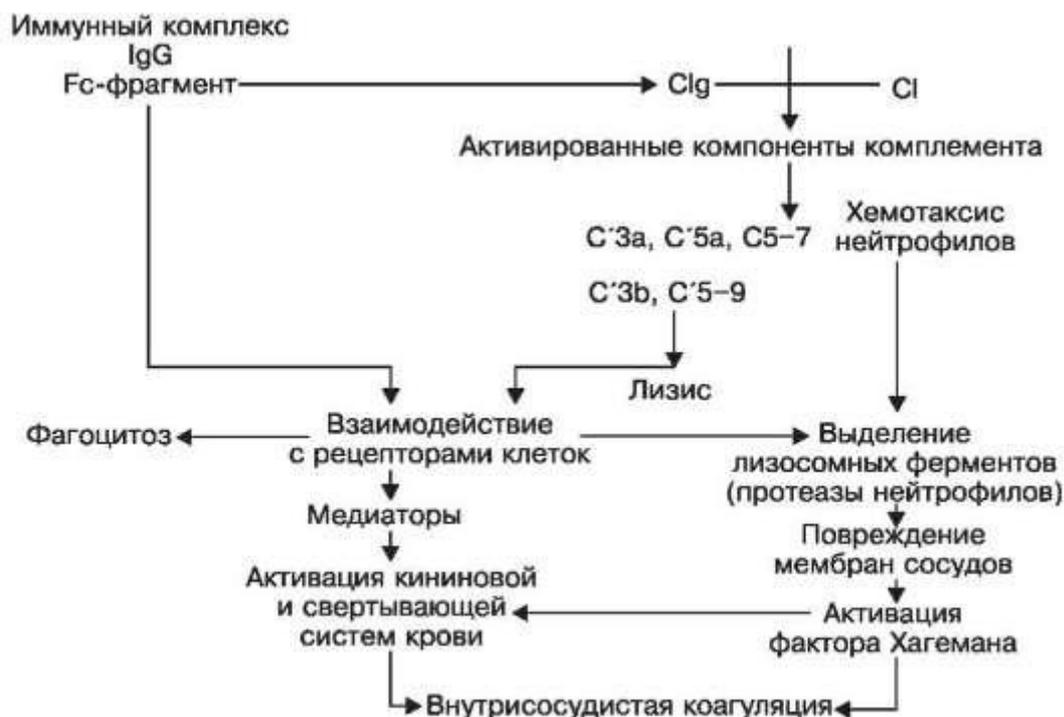 Иммунный комплекс
IgG
Fc-фрагмент
Clg
Cl
Активированные компоненты комплемента
C´3a, C´5a, C5–7
Хемотаксис
нейтрофилов
C´3b, C´5–9
Лизис
Фагоцитоз
Взаимодействие
с рецепторами клеток
Выделение
лизосомных ферментов
(протеазы нейтрофилов)
Медиаторы
Повреждение
мембран сосудов
Активация кининовой
и свертывающей
систем крови
Активация
фактора Хагемана
Внутрисосудистая коагуляция